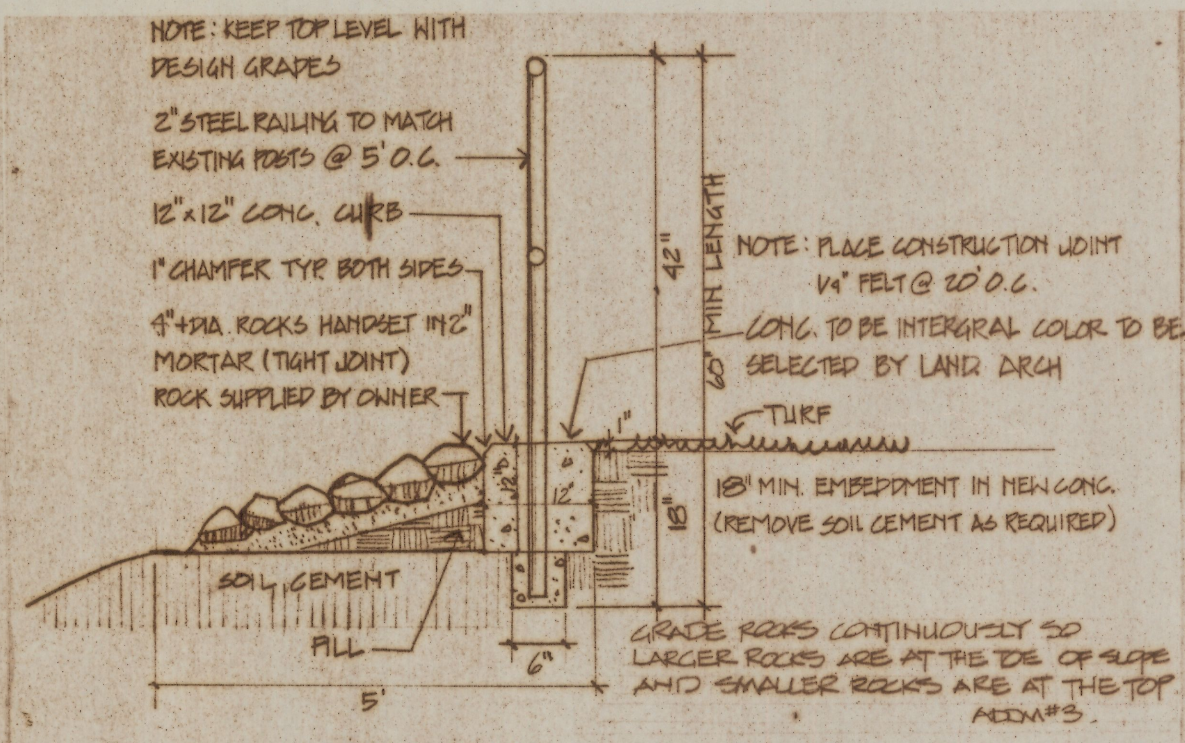 NOTE: KEEP TOP LEVEL WITH
DESIGN GRADES
2" STEEL RAILING TO MATCH
EXISTING POSTS @ 5' O.C.
12"x12" CONC. CURB
1" CHAMFER TYP. BOTH SIDES
4"+DIA. ROCKS HANDSET IN 2"
MORTAR (TIGHT JOINT)
ROCK SUPPLIED BY OWNER
42"
60" MIN LENGTH
NOTE: PLACE CONSTRUCTION JOINT
1/4" FELT @ 20' O.C.
CONC. TO BE INTERGRAL COLOR TO BE
SELECTED BY LAND. ARCH
1"
TURF
12"
12"
18"
18" MIN. EMBEDDMENT IN NEW CONC.
(REMOVE SOIL CEMENT AS REQUIRED)
SOIL CEMENT
FILL
6"
5'
GRADE ROCKS CONTINUOUSLY SO
LARGER ROCKS ARE AT THE TOE OF SLOPE
AND SMALLER ROCKS ARE AT THE TOP.
ADDM#3.